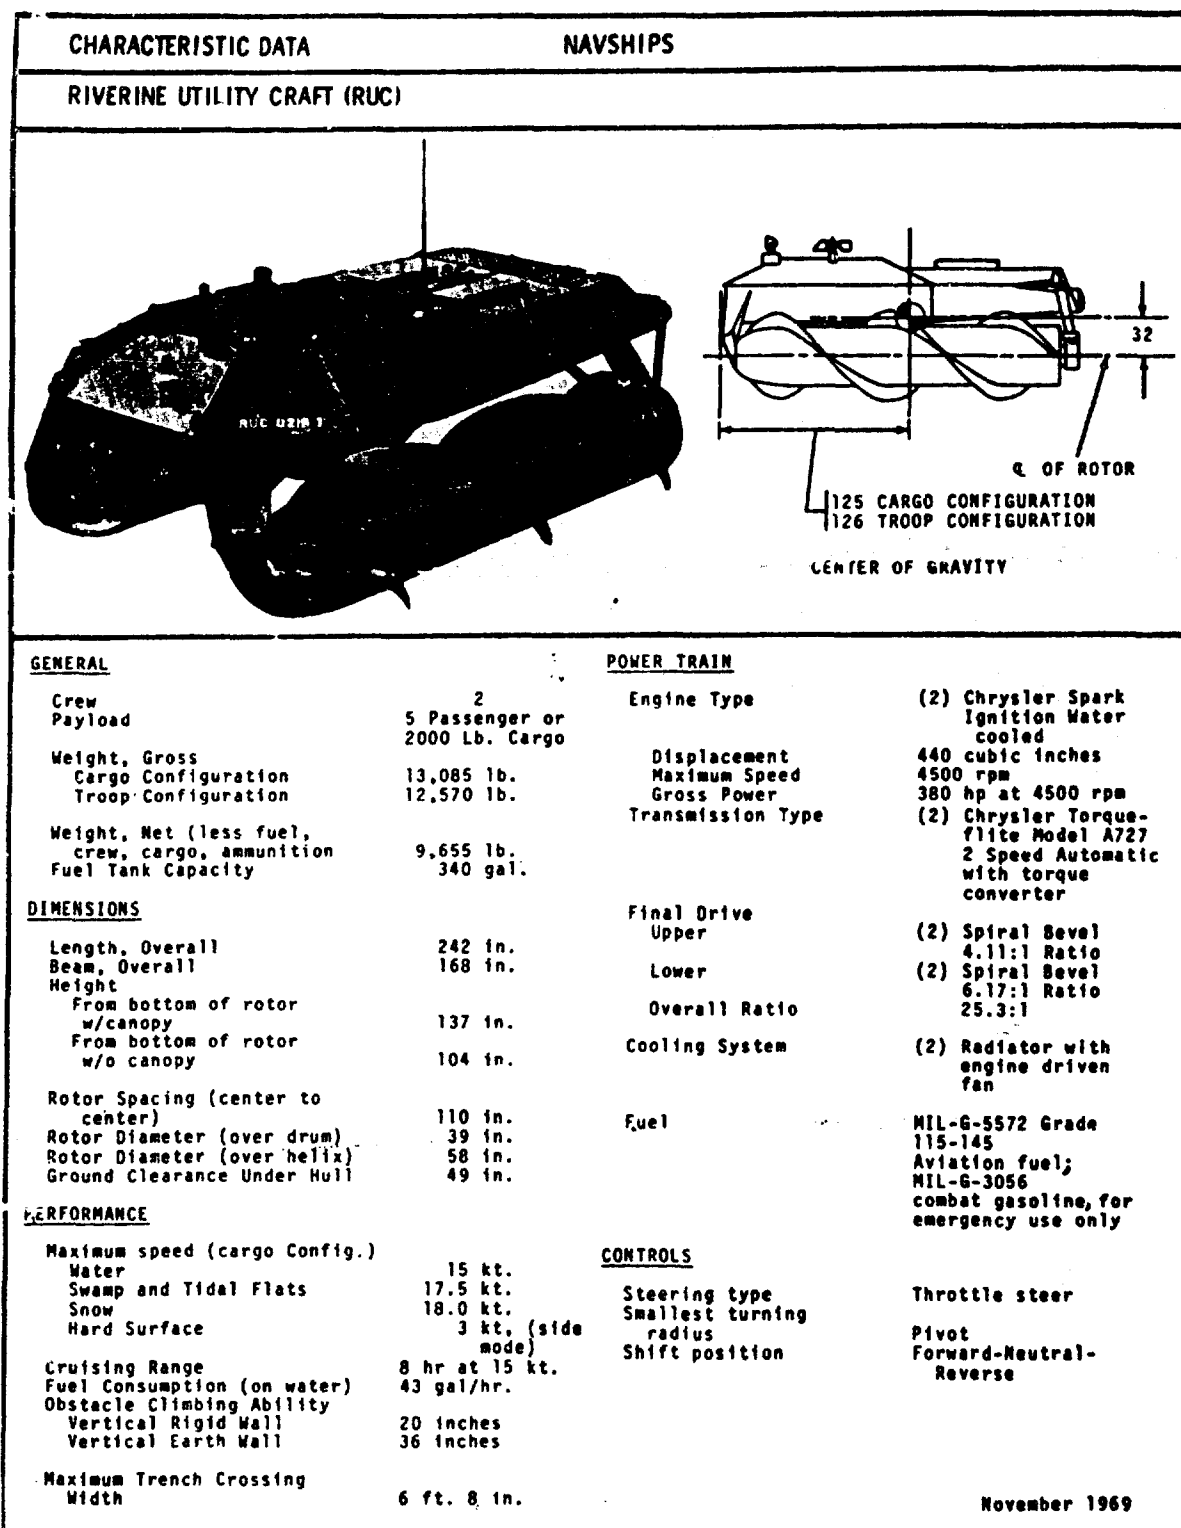 CHARACTERISTIC DATA NAVSHIPS
RIVERINE UTILITY CRAFT (RUC)
RUC
32
℄ OF ROTOR
125 CARGO CONFIGURATION
126 TROOP CONFIGURATION
CENTER OF GRAVITY
GENERAL
Crew 2
Payload 5 Passenger or
2000 Lb. Cargo
Weight, Gross
Cargo Configuration 13,085 lb.
Troop Configuration 12,570 lb.
Weight, Net (less fuel,
crew, cargo, ammunition 9,655 lb.
Fuel Tank Capacity 340 gal.
DIMENSIONS
Length, Overall 242 in.
Beam, Overall 168 in.
Height
From bottom of rotor
w/canopy 137 in.
From bottom of rotor
w/o canopy 104 in.
Rotor Spacing (center to
center) 110 in.
Rotor Diameter (over drum) 39 in.
Rotor Diameter (over helix) 58 in.
Ground Clearance Under Hull 49 in.
PERFORMANCE
Maximum speed (cargo Config.)
Water 15 kt.
Swamp and Tidal Flats 17.5 kt.
Snow 18.0 kt.
Hard Surface 3 kt, (side
mode)
Cruising Range 8 hr at 15 kt.
Fuel Consumption (on water) 43 gal/hr.
Obstacle Climbing Ability
Vertical Rigid Wall 20 inches
Vertical Earth Wall 36 inches
Maximum Trench Crossing
Width 6 ft. 8 in.
POWER TRAIN
Engine Type (2) Chrysler Spark
Ignition Water
cooled
Displacement 440 cubic inches
Maximum Speed 4500 rpm
Gross Power 380 hp at 4500 rpm
Transmission Type (2) Chrysler Torque-
flite Model A727
2 Speed Automatic
with torque
converter
Final Drive
Upper (2) Spiral Bevel
4.11:1 Ratio
Lower (2) Spiral Bevel
6.17:1 Ratio
Overall Ratio 25.3:1
Cooling System (2) Radiator with
engine driven
fan
Fuel MIL-G-5572 Grade
115-145
Aviation fuel;
MIL-G-3056
combat gasoline, for
emergency use only
CONTROLS
Steering type Throttle steer
Smallest turning
radius Pivot
Shift position Forward-Neutral-
Reverse
November 1969